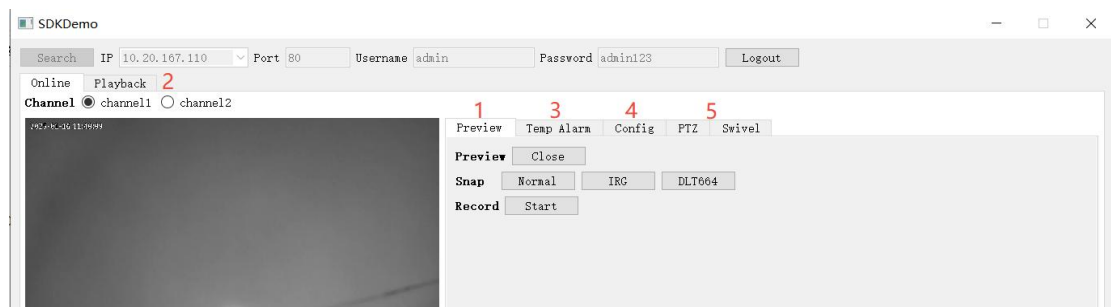 SDKDemo
Search IP 10.20.167.110 Port 80 Username admin Password admin123 Logout
Online Playback 2
Channel channel1 channel2
1 3 4 5
Preview Temp Alarm Config PTZ Swivel
Preview Close
Snap Normal IRG DLT664
Record Start